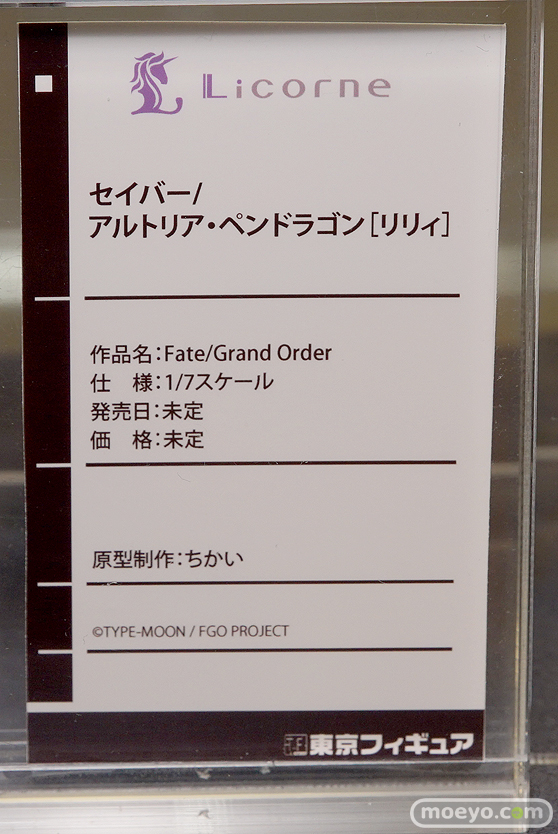 Licorne
セイバー/
アルトリア・ペンドラゴン[リリィ]
作品名：Fate/Grand Order
仕　様：1/7スケール
発売日：未定
価　格：未定
原型制作：ちかい
©TYPE-MOON / FGO PROJECT
東京フィギュア
moeyo.com